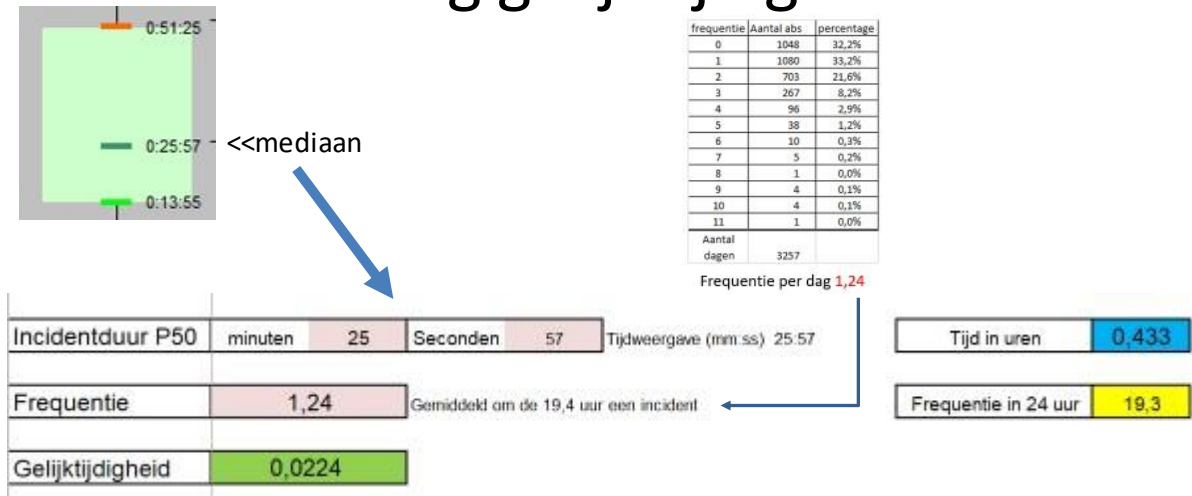 0:51:25
0:25:57
0:13:55
<<mediaan
frequentie Aantal abs percentage
0 1048 32,2%
1 1080 33,2%
2 703 21,6%
3 267 8,2%
4 96 2,9%
5 38 1,2%
6 10 0,3%
7 5 0,2%
8 1 0,0%
9 4 0,1%
10 4 0,1%
11 1 0,0%
Aantal
dagen 3257
Frequentie per dag 1,24
Incidentduur P50 minuten 25 Seconden 57 Tijdweergave (mm:ss) 25:57 Tijd in uren 0,433
Frequentie 1,24 Gemiddeld om de 19,4 uur een incident Frequentie in 24 uur 19,3
Gelijktijdigheid 0,0224